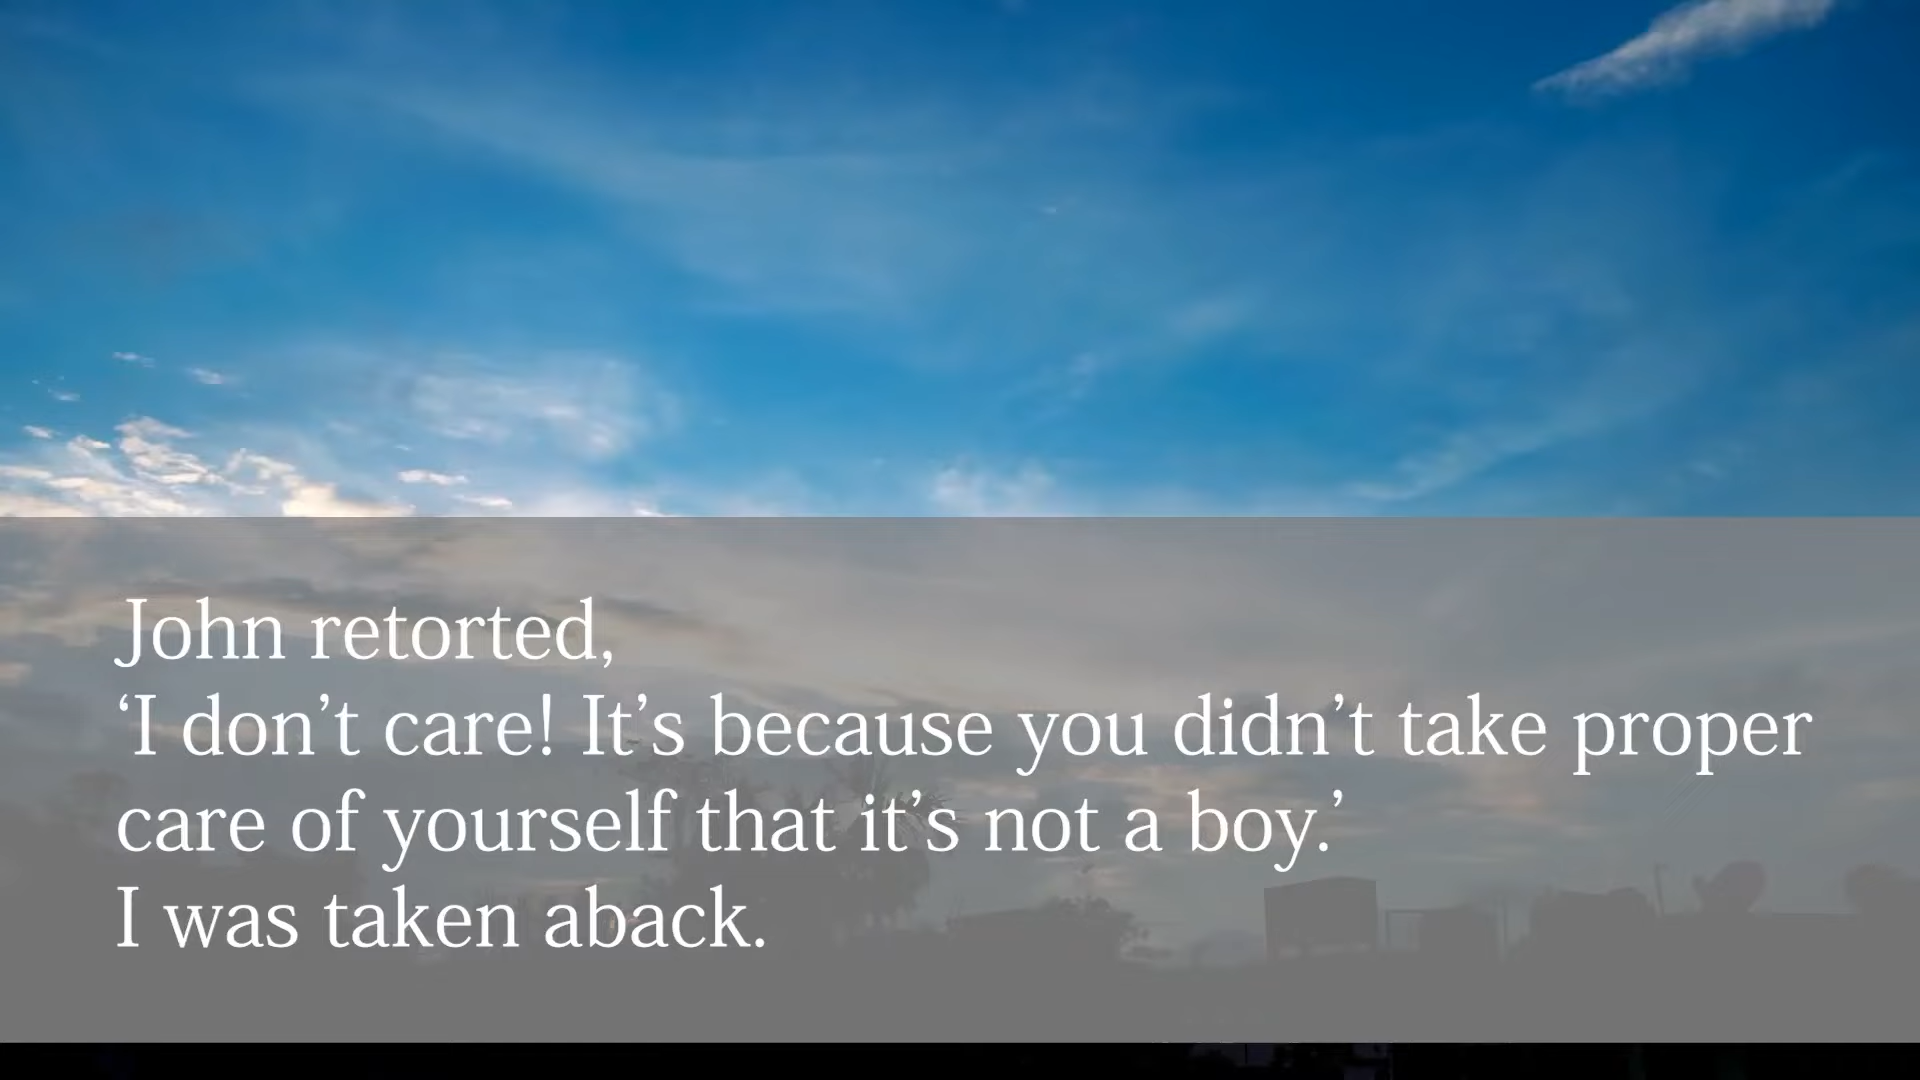 John retorted,
‘I don’t care! It’s because you didn’t take proper
care of yourself that it’s not a boy.’
I was taken aback.